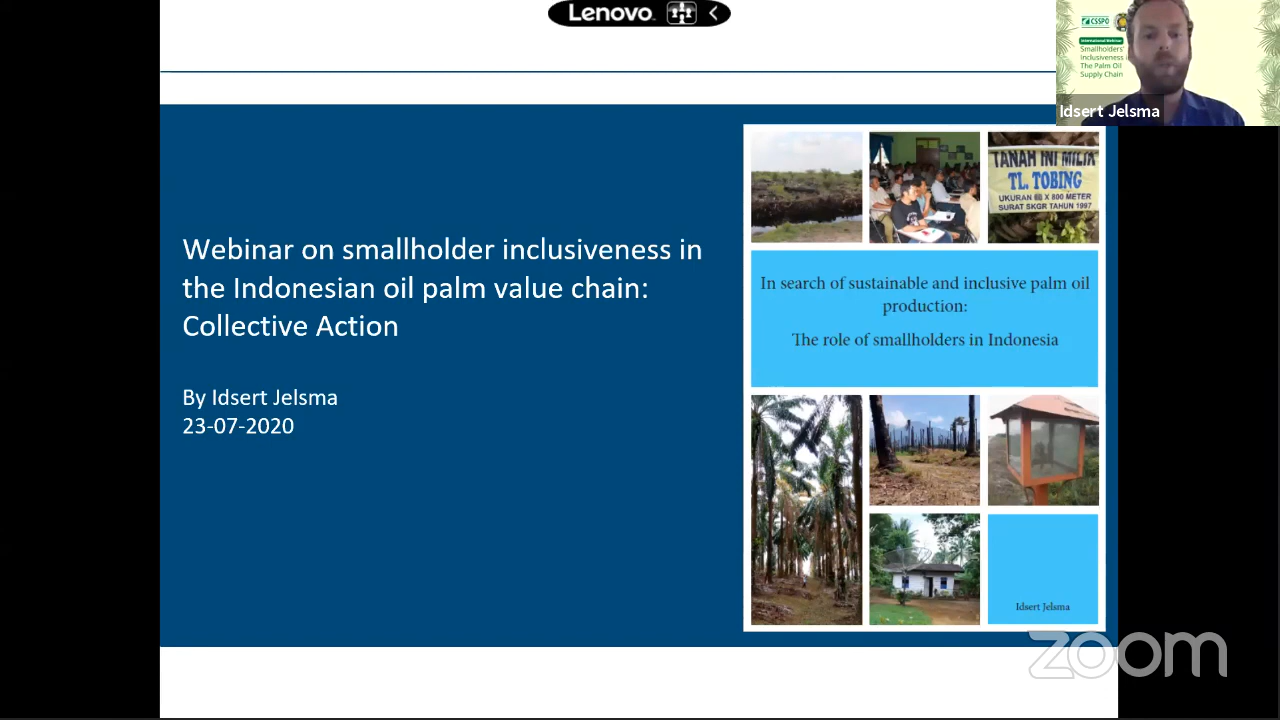 Lenovo
CSSPO
International Webinar
Smallholders'
Inclusiveness
The Palm Oil
Supply Chain
Idsert Jelsma
Webinar on smallholder inclusiveness in
the Indonesian oil palm value chain:
Collective Action
By Idsert Jelsma
23-07-2020
TANAH INI MILIK
TL. TOBING
UKURAN X 800 METER
SURAT SKGR TAHUN 1997
In search of sustainable and inclusive palm oil
production:
The role of smallholders in Indonesia
Idsert Jelsma
zoom